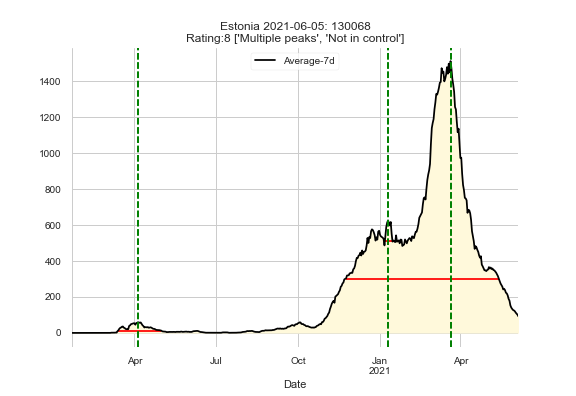 Estonia 2021-06-05: 130068
Rating:8 ['Multiple peaks', 'Not in control']
Average-7d
1400
1200
1000
800
600
400
200
0
Apr
Jul
Oct
Jan
2021
Apr
Date